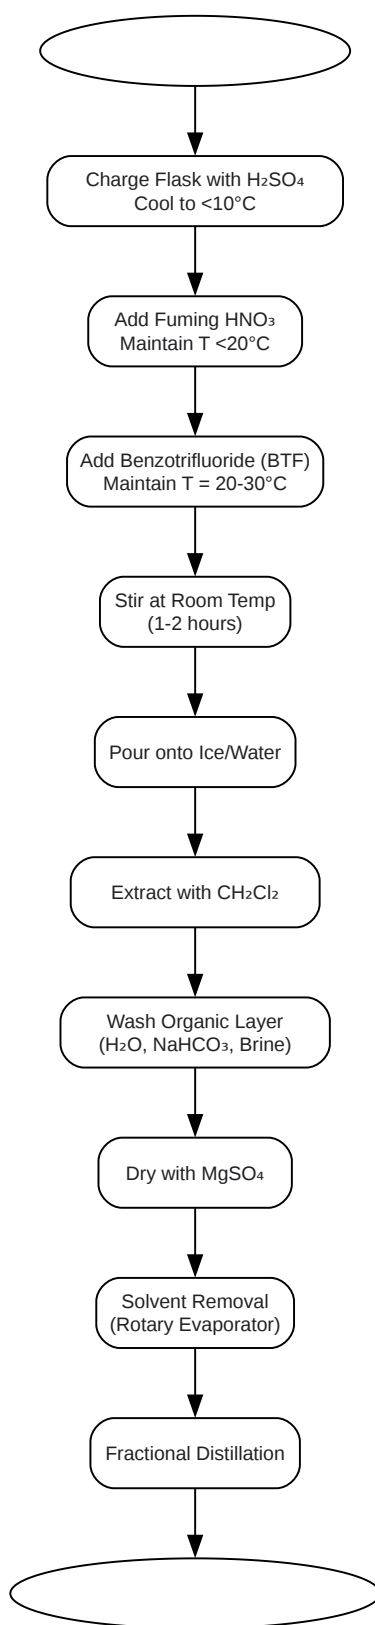 Charge Flask with H₂SO₄
Cool to <10°C
Add Fuming HNO₃
Maintain T <20°C
Add Benzotrifluoride (BTF)
Maintain T = 20-30°C
Stir at Room Temp
(1-2 hours)
Pour onto Ice/Water
Extract with CH₂Cl₂
Wash Organic Layer
(H₂O, NaHCO₃, Brine)
Dry with MgSO₄
Solvent Removal
(Rotary Evaporator)
Fractional Distillation